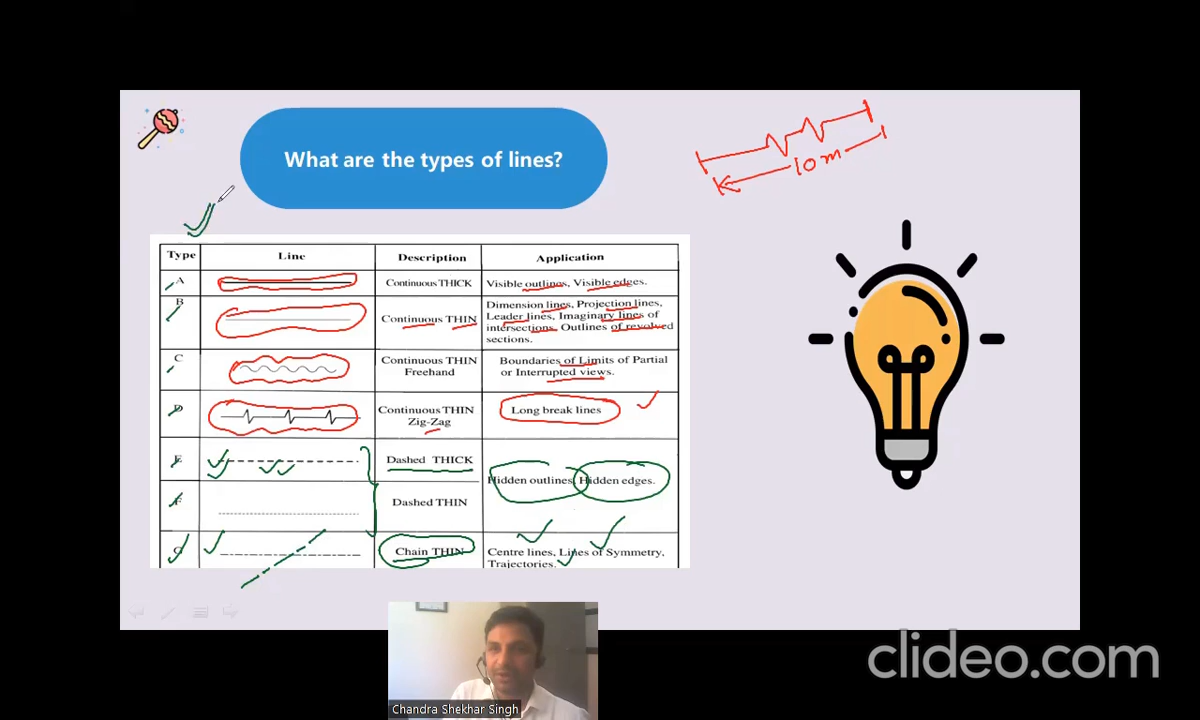 What are the types of lines?
10 m
Type Line Description Application
A Continuous THICK Visible outlines, Visible edges.
B Continuous THIN Dimension lines, Projection lines,
Leader lines, Imaginary lines of
intersections, Outlines of revolved
sections.
C Continuous THIN Freehand Boundaries of Limits of Partial
or Interrupted views.
D Continuous THIN Zig-Zag Long break lines
E Dashed THICK Hidden outlines, Hidden edges.
F Dashed THIN
G Chain THIN Centre lines, Lines of Symmetry,
Trajectories.
Chandra Shekhar Singh
clideo.com